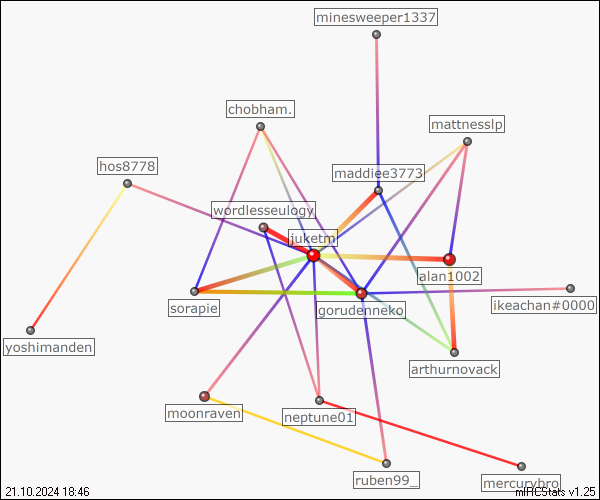 minesweeper1337
chobham.
mattnesslp
hos8778
maddiee3773
wordlesseulogy
juketm
alan1002
sorapie
gorudenneko
ikeachan#0000
yoshimanden
arthurnovack
moonraven
neptune01
ruben99_
mercurybro
21.10.2024 18:46
mIRCStats v1.25